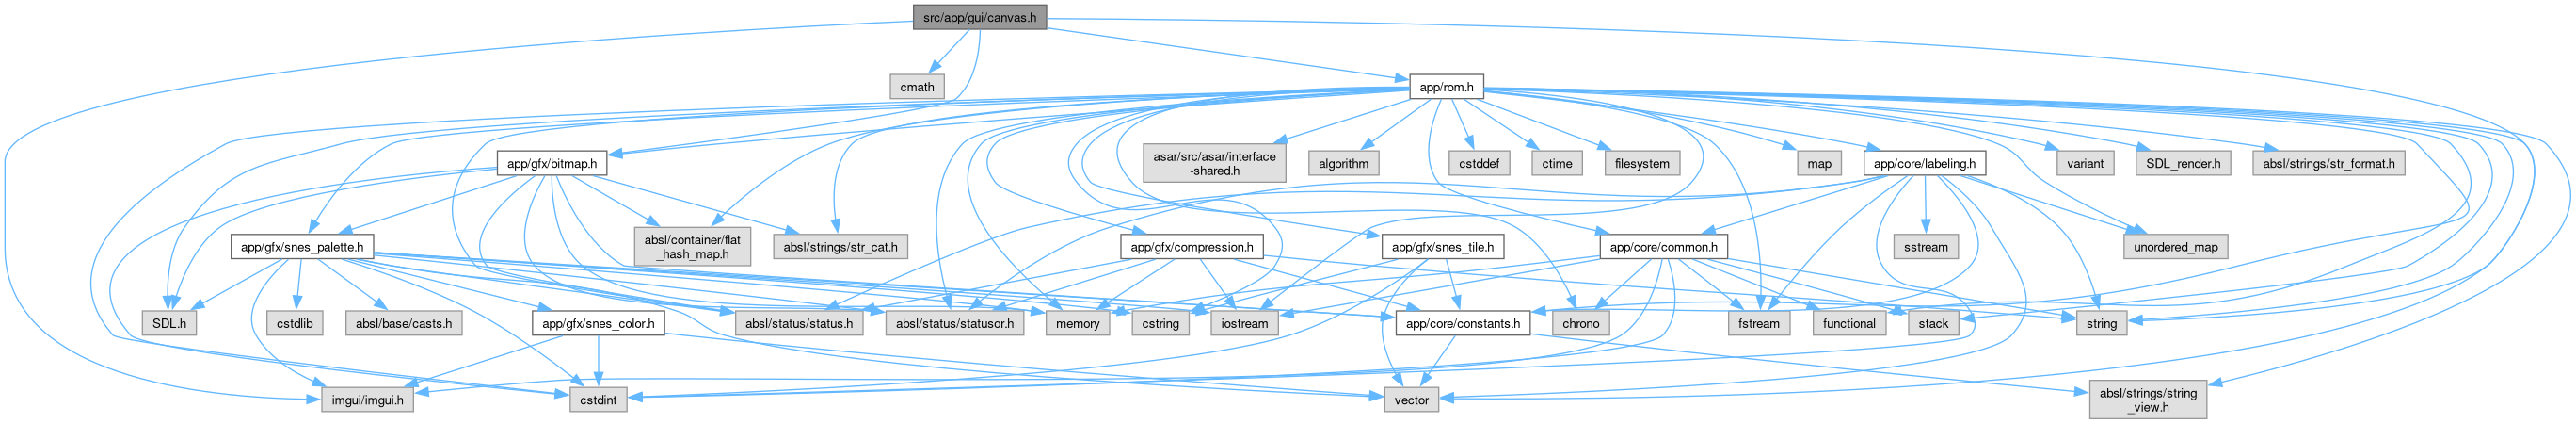 src/app/gui/canvas.h
cmath
app/rom.h
asar/src/asar/interface
-shared.h
algorithm
cstddef
ctime
filesystem
map
app/core/labeling.h
variant
SDL_render.h
absl/strings/str_format.h
app/gfx/bitmap.h
app/gfx/snes_palette.h
absl/container/flat
_hash_map.h
absl/strings/str_cat.h
app/gfx/compression.h
app/gfx/snes_tile.h
app/core/common.h
sstream
unordered_map
SDL.h
cstdlib
absl/base/casts.h
app/gfx/snes_color.h
absl/status/status.h
absl/status/statusor.h
memory
cstring
iostream
app/core/constants.h
chrono
fstream
functional
stack
string
imgui/imgui.h
cstdint
vector
absl/strings/string
_view.h